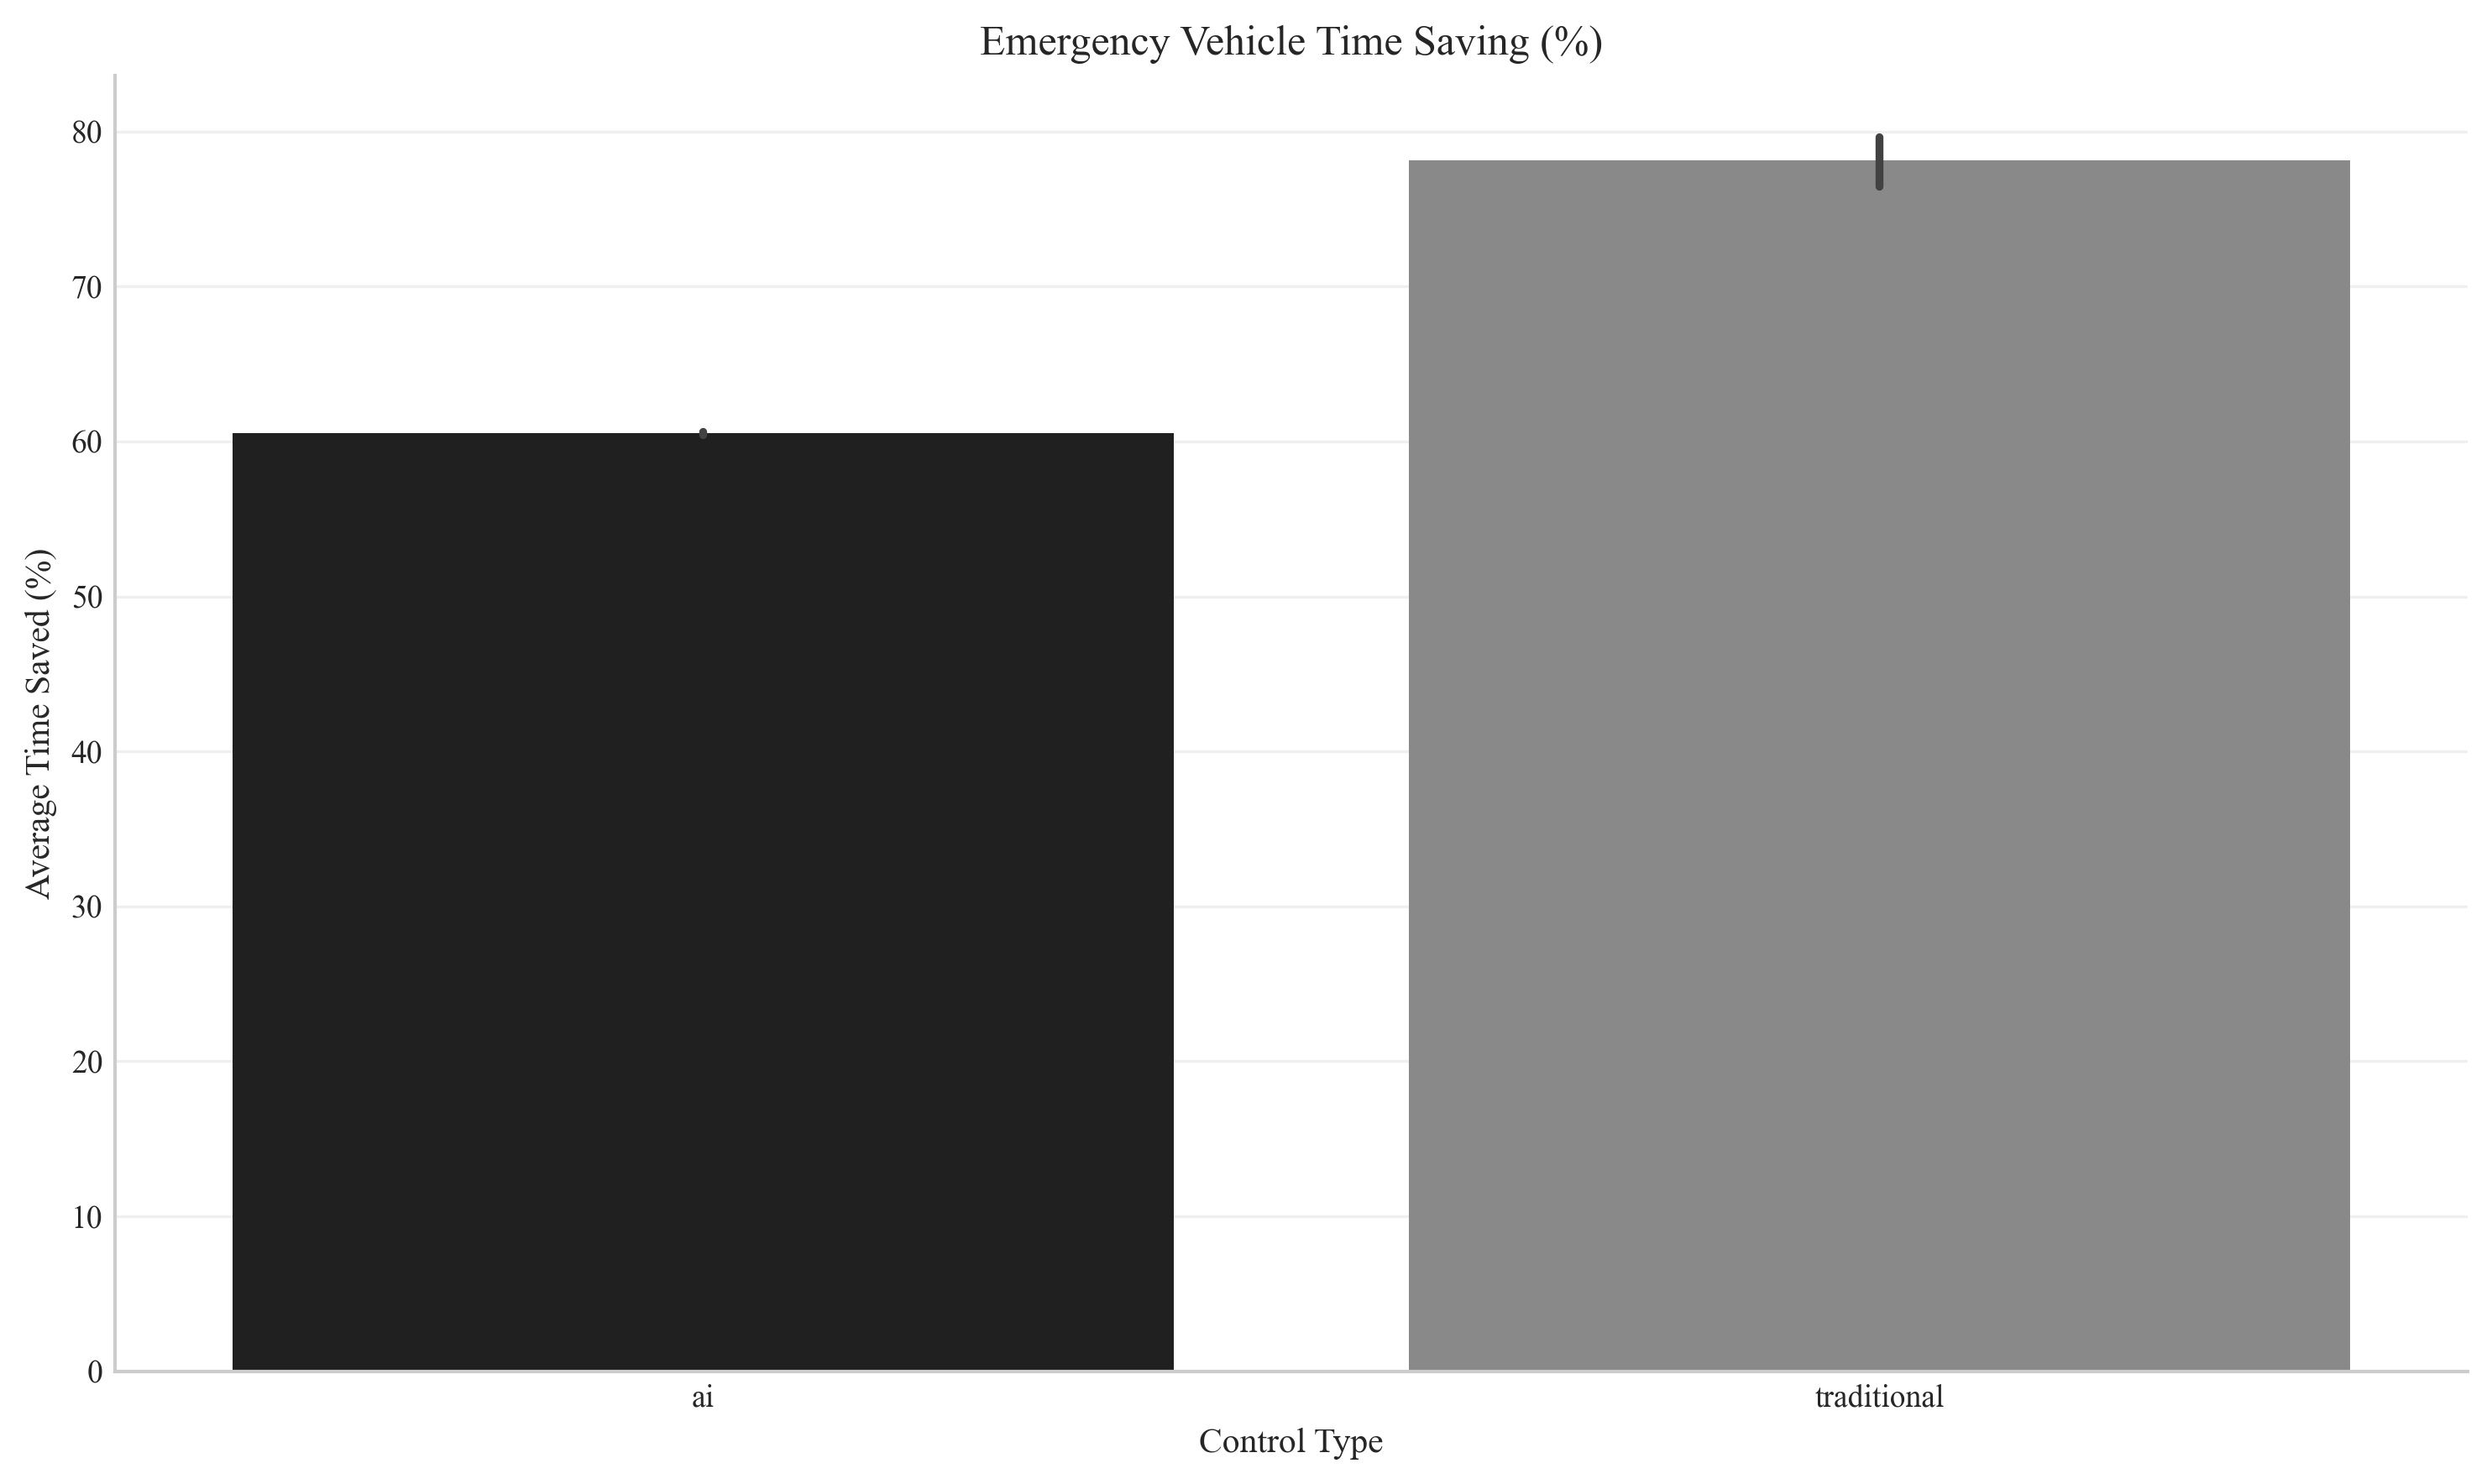 Emergency Vehicle Time Saving (%)
Average Time Saved (%)
80
70
60
50
40
30
20
10
0
ai
traditional
Control Type